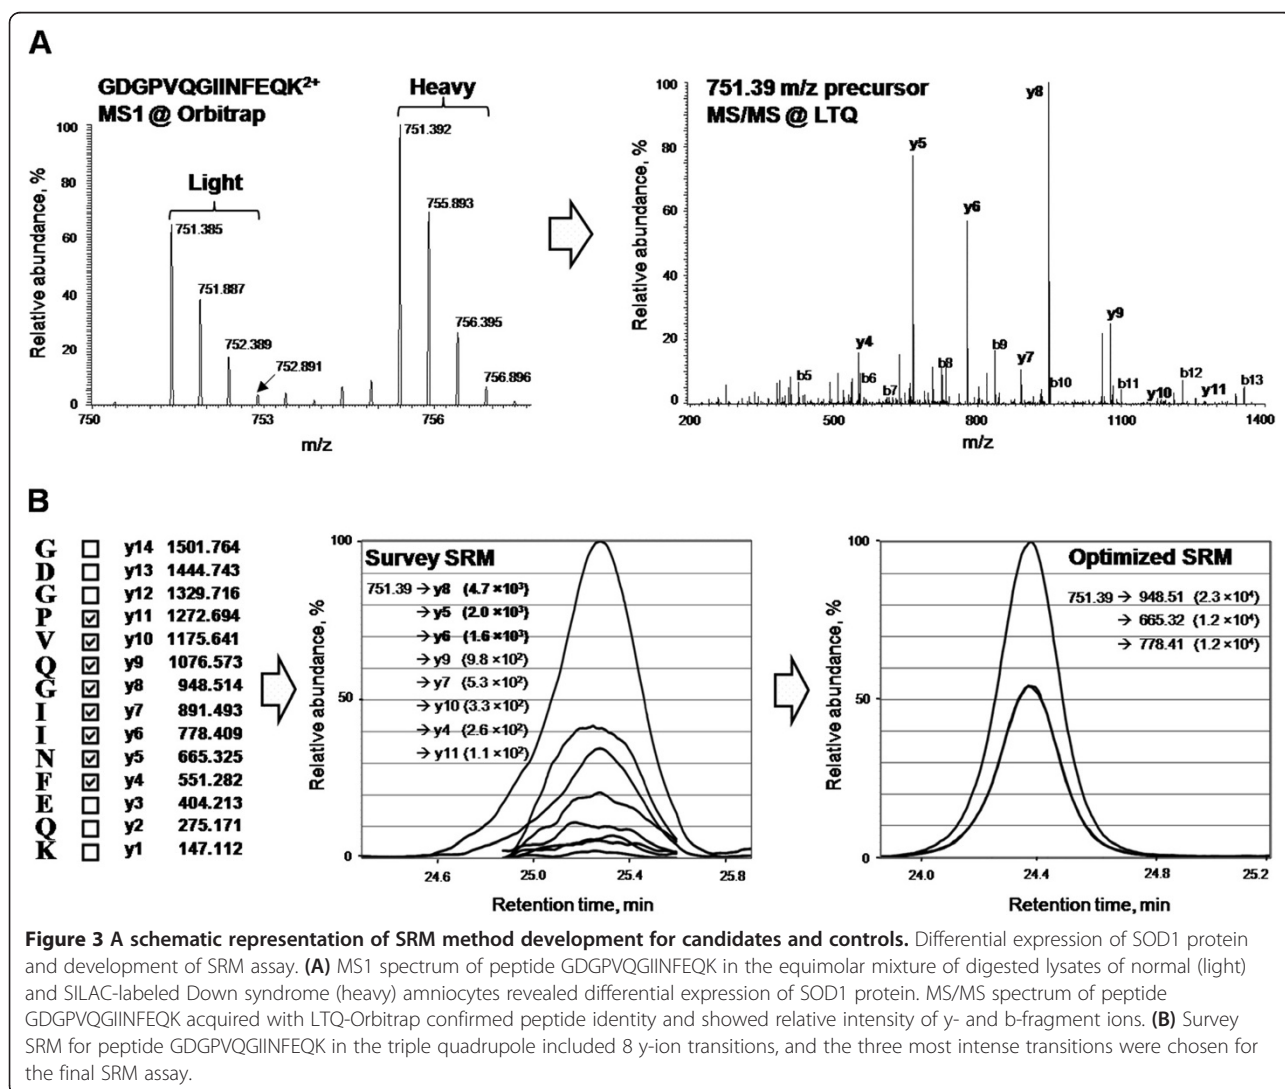 A
GDGPVQGIINFEQK2+
MS1 @ Orbitrap
Heavy
Light
751.392
755.893
756.395
756.896
751.385
751.887
752.389
752.891
Relative abundance, %
100
80
60
40
20
0
750
753
756
m/z
751.39 m/z precursor
MS/MS @ LTQ
y8
y5
y6
y9
y4
b9
y7
b8
b5
b6
b7
b10
b11
y10
b12
y11
b13
Relative abundance, %
100
80
60
40
20
0
200
500
800
1100
1400
m/z
B
G y14 1501.764
D y13 1444.743
G y12 1329.716
P y11 1272.694
V y10 1175.641
Q y9 1076.573
G y8 948.514
I y7 891.493
I y6 778.409
N y5 665.325
F y4 551.282
E y3 404.213
Q y2 275.171
K y1 147.112
Survey SRM
751.39 → y8 (4.7 ×10³)
→ y5 (2.0 ×10³)
→ y6 (1.6 ×10³)
→ y9 (9.8 ×10²)
→ y7 (5.3 ×10²)
→ y10 (3.3 ×10²)
→ y4 (2.6 ×10²)
→ y11 (1.1 ×10²)
Relative abundance, %
100
50
0
24.6
25.0
25.4
25.8
Retention time, min
Optimized SRM
751.39 → 948.51 (2.3 ×10⁴)
→ 665.32 (1.2 ×10⁴)
→ 778.41 (1.2 ×10⁴)
Relative abundance, %
100
50
0
24.0
24.4
24.8
25.2
Retention time, min
Figure 3 A schematic representation of SRM method development for candidates and controls. Differential expression of SOD1 protein
and development of SRM assay. (A) MS1 spectrum of peptide GDGPVQGIINFEQK in the equimolar mixture of digested lysates of normal (light)
and SILAC-labeled Down syndrome (heavy) amniocytes revealed differential expression of SOD1 protein. MS/MS spectrum of peptide
GDGPVQGIINFEQK acquired with LTQ-Orbitrap confirmed peptide identity and showed relative intensity of y- and b-fragment ions. (B) Survey
SRM for peptide GDGPVQGIINFEQK in the triple quadrupole included 8 y-ion transitions, and the three most intense transitions were chosen for
the final SRM assay.